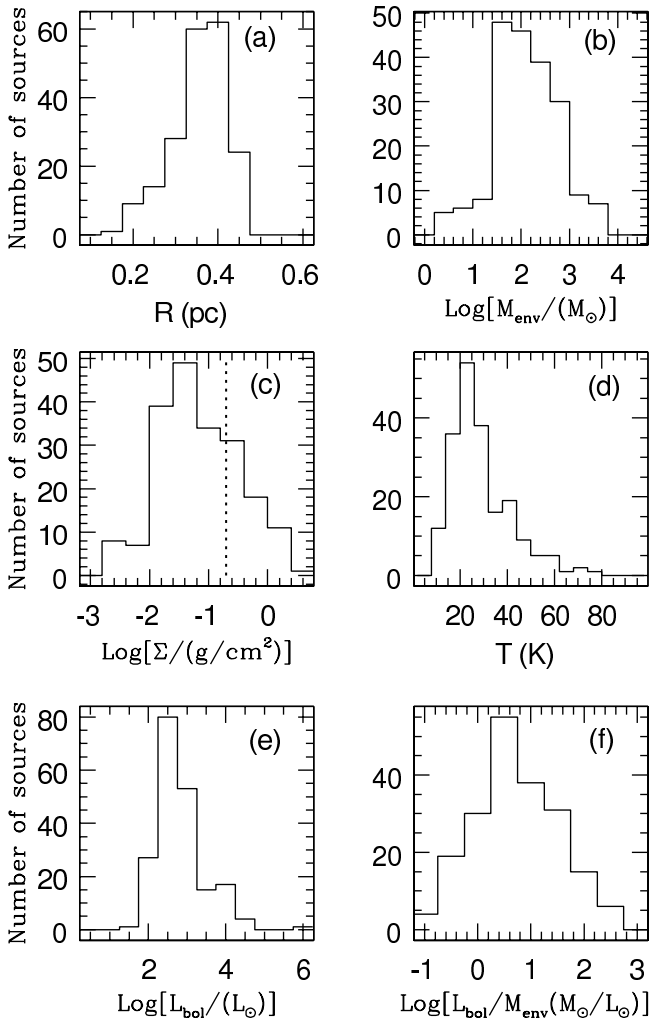 Number of sources
60
40
20
0
(a)
0.2 0.4 0.6
R (pc)
50
40
30
20
10
0
(b)
0 1 2 3 4
Log[M_env/(M_⊙)]
Number of sources
50
40
30
20
10
0
(c)
-3 -2 -1 0
Log[Σ/(g/cm²)]
40
20
0
(d)
20 40 60 80
T (K)
Number of sources
80
60
40
20
0
(e)
2 4 6
Log[L_bol/(L_⊙)]
40
20
0
(f)
-1 0 1 2 3
Log[L_bol/M_env(M_⊙/L_⊙)]